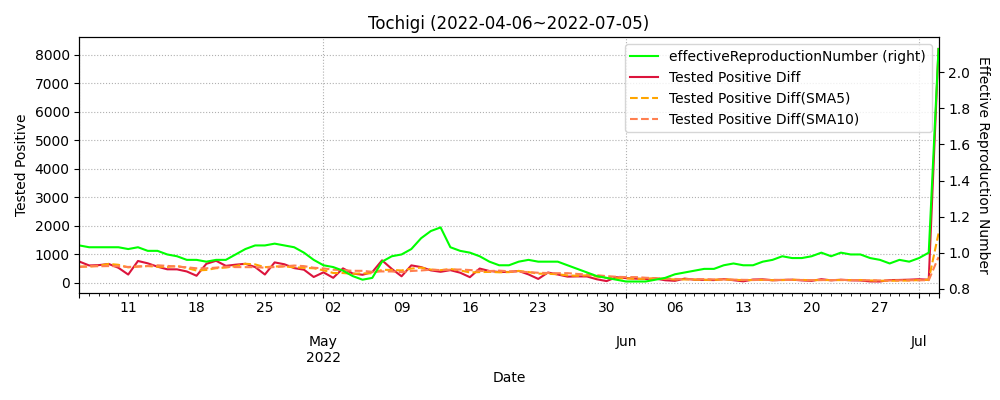 Tochigi (2022-04-06~2022-07-05)
effectiveReproductionNumber (right)
Tested Positive Diff
Tested Positive Diff(SMA5)
Tested Positive Diff(SMA10)
Tested Positive
8000
7000
6000
5000
4000
3000
2000
1000
0
2.0
1.8
1.6
1.4
1.2
1.0
0.8
Effective Reproduction Number
11 18 25 02 09 16 23 30 06 13 20 27
May Jun Jul
2022
Date